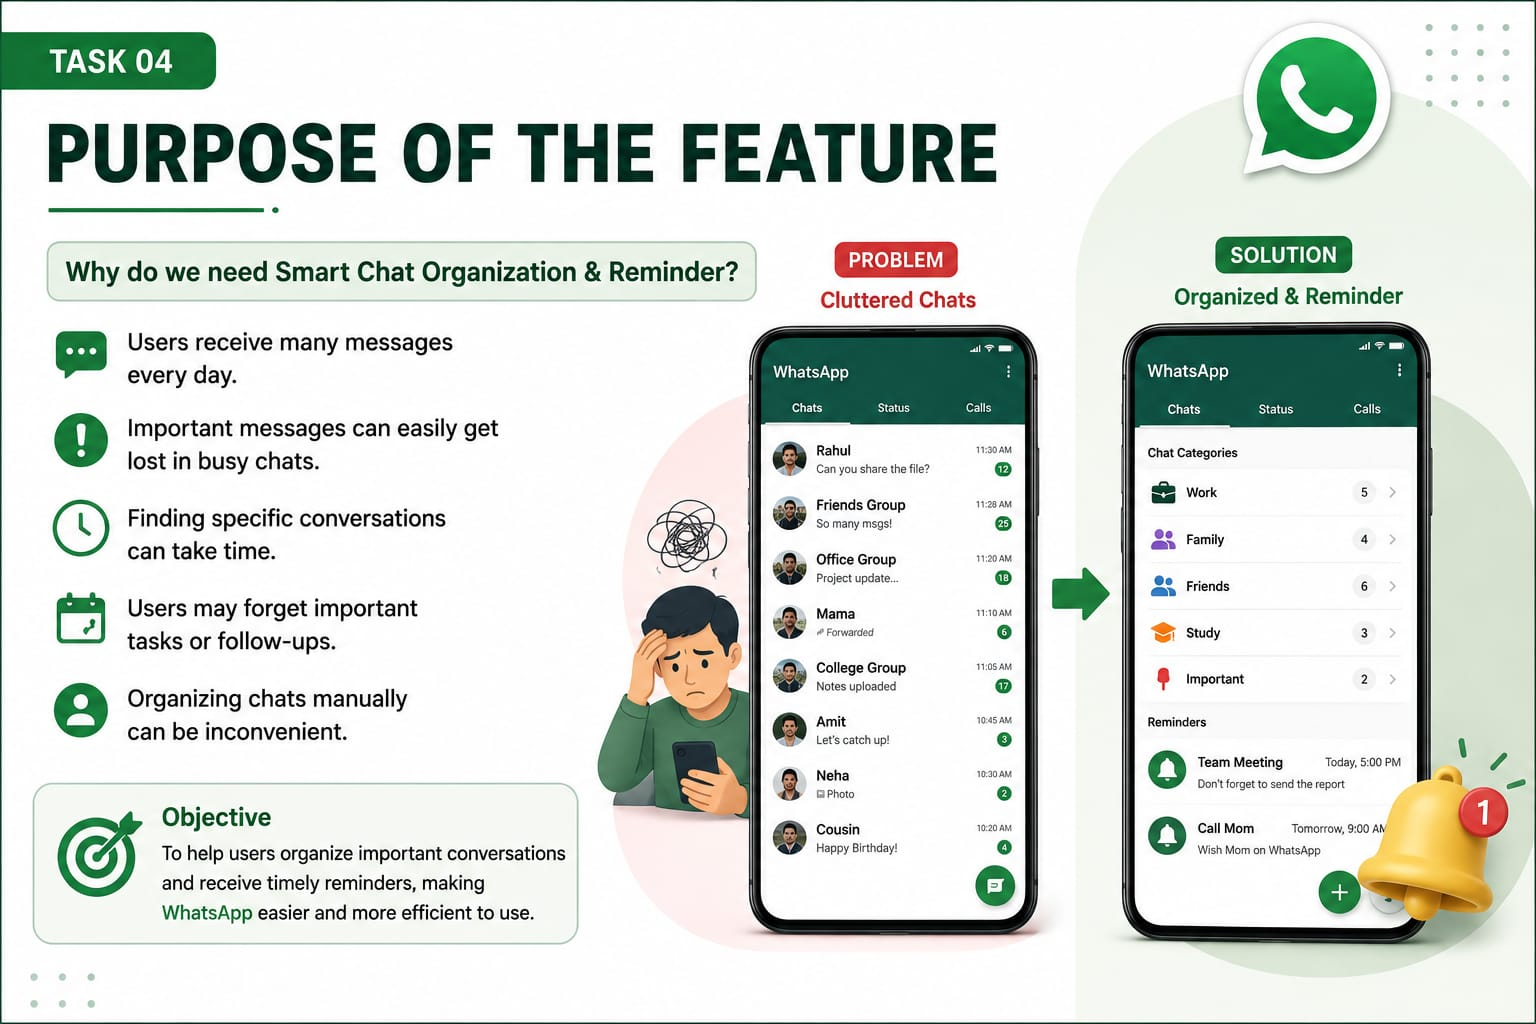 TASK 04
PURPOSE OF THE FEATURE
Why do we need Smart Chat Organization & Reminder?
Users receive many messages
every day.
Important messages can easily get
lost in busy chats.
Finding specific conversations
can take time.
Users may forget important
tasks or follow-ups.
Organizing chats manually
can be inconvenient.
Objective
To help users organize important conversations
and receive timely reminders, making
WhatsApp easier and more efficient to use.
PROBLEM
Cluttered Chats
WhatsApp
Chats Status Calls
Rahul 11:30 AM
Can you share the file? 12
Friends Group 11:28 AM
So many msgs! 25
Office Group 11:20 AM
Project update... 18
Mama 11:10 AM
Forwarded 6
College Group 11:05 AM
Notes uploaded 17
Amit 10:45 AM
Let's catch up! 3
Neha 10:30 AM
Photo 2
Cousin 10:20 AM
Happy Birthday! 4
SOLUTION
Organized & Reminder
WhatsApp
Chats Status Calls
Chat Categories
Work 5
Family 4
Friends 6
Study 3
Important 2
Reminders
Team Meeting Today, 5:00 PM
Don't forget to send the report
Call Mom Tomorrow, 9:00 AM
Wish Mom on WhatsApp
1